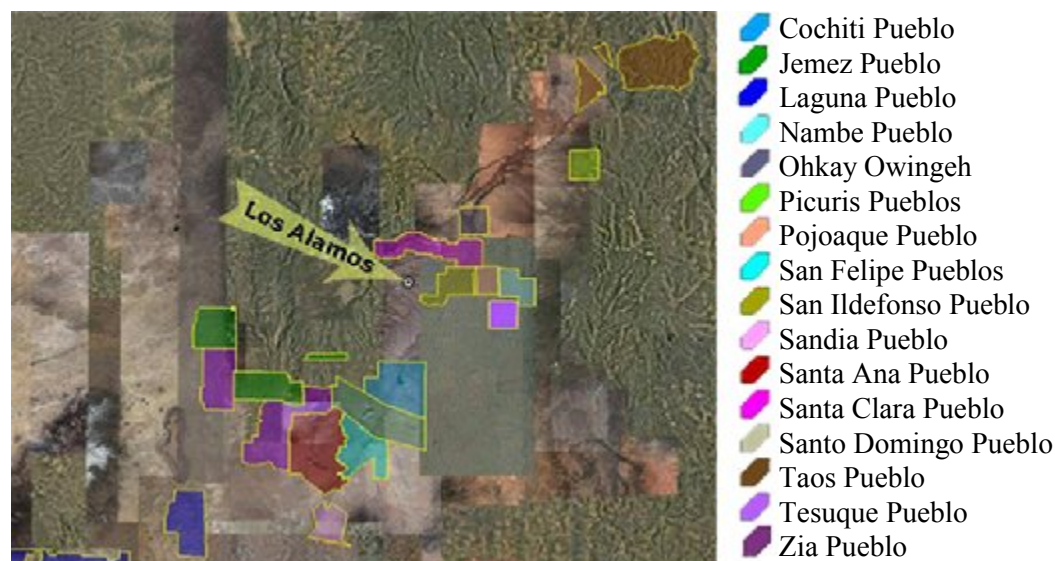 Los Alamos
Cochiti Pueblo
Jemez Pueblo
Laguna Pueblo
Nambe Pueblo
Ohkay Owingeh
Picuris Pueblos
Pojoaque Pueblo
San Felipe Pueblos
San Ildefonso Pueblo
Sandia Pueblo
Santa Ana Pueblo
Santa Clara Pueblo
Santo Domingo Pueblo
Taos Pueblo
Tesuque Pueblo
Zia Pueblo